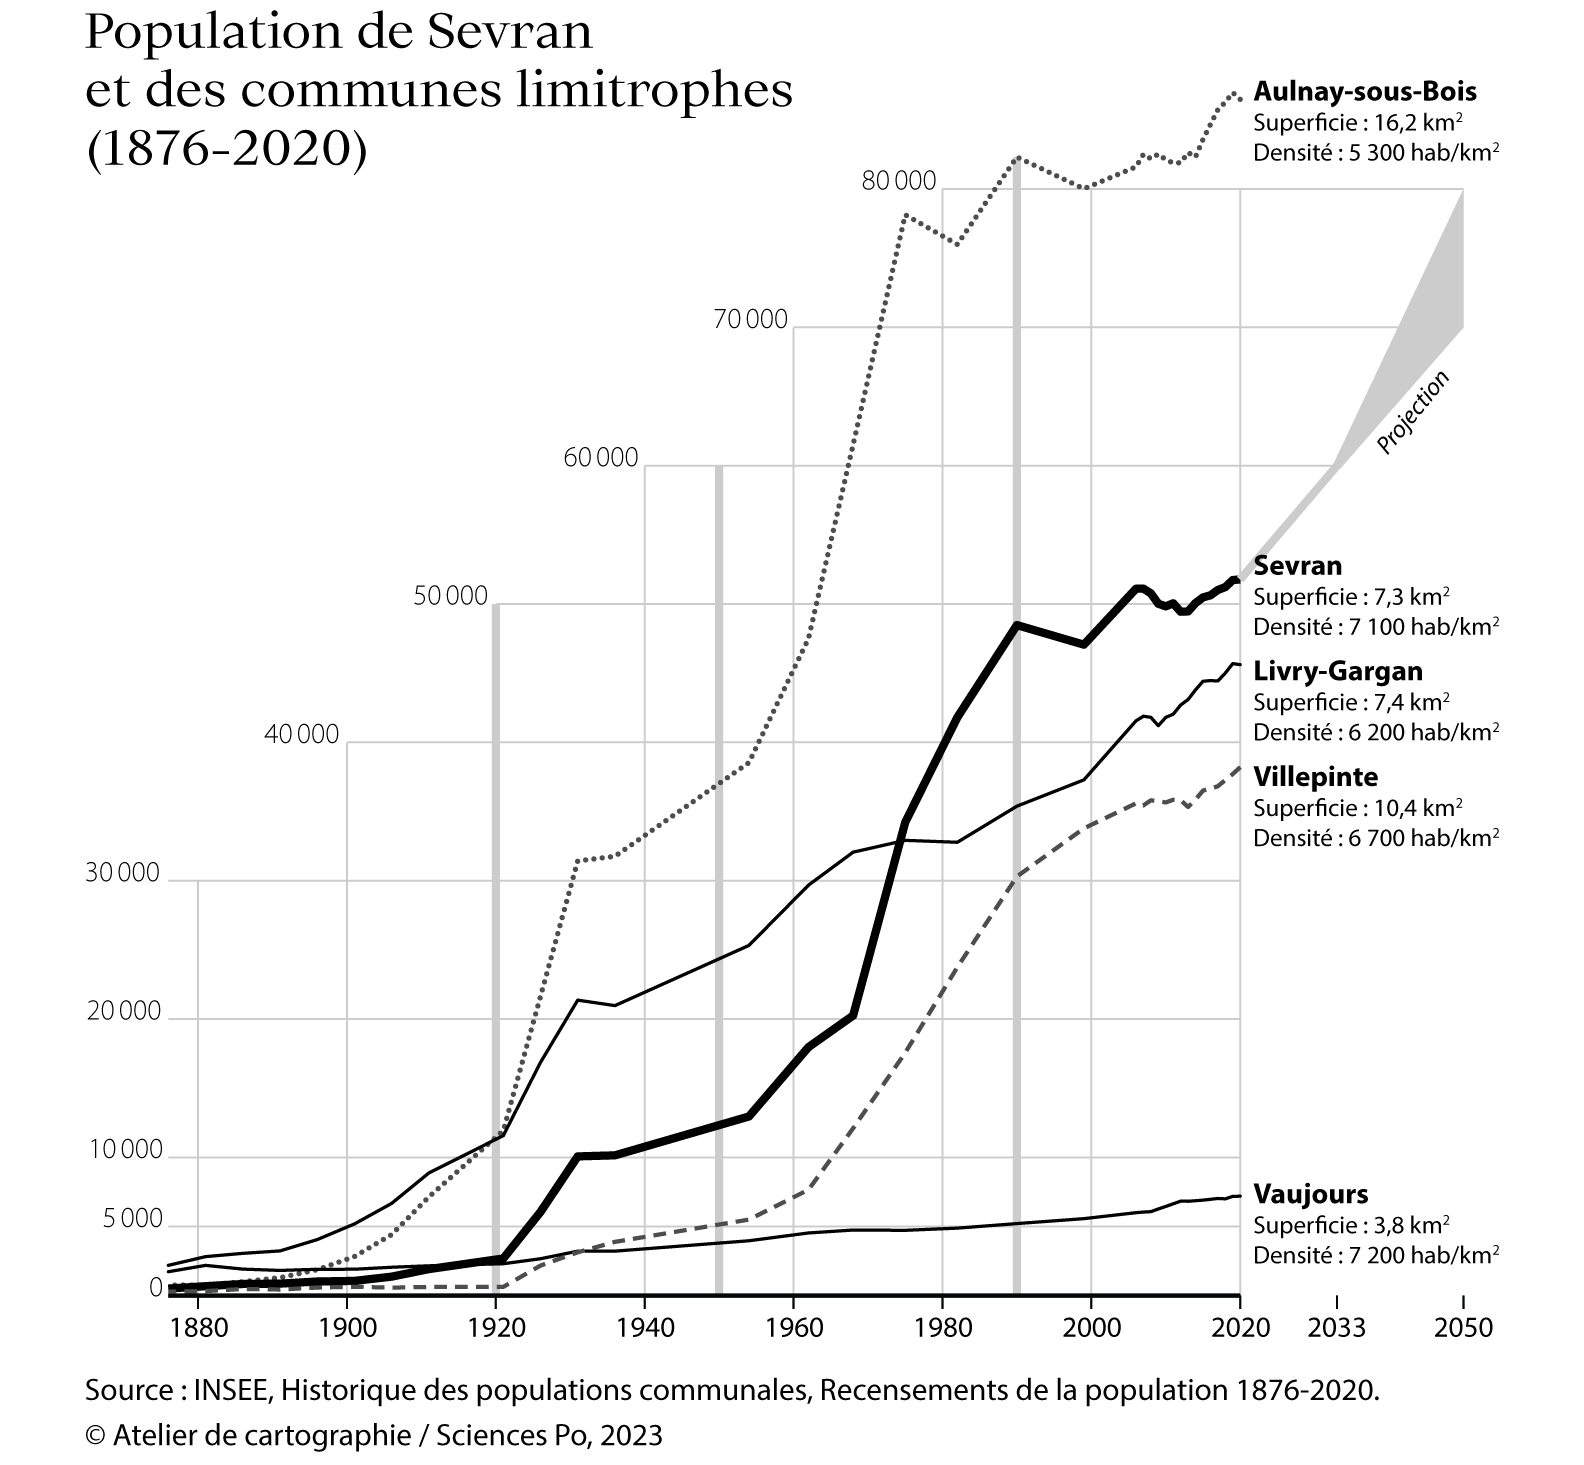 Population de Sevran
et des communes limitrophes
(1876-2020)
Aulnay-sous-Bois
Superficie : 16,2 km²
Densité : 5 300 hab/km²
80 000
70 000
Projection
60 000
Sevran
Superficie : 7,3 km²
Densité : 7 100 hab/km²
50 000
Livry-Gargan
Superficie : 7,4 km²
Densité : 6 200 hab/km²
40 000
Villepinte
Superficie : 10,4 km²
Densité : 6 700 hab/km²
30 000
20 000
10 000
Vaujours
Superficie : 3,8 km²
Densité : 7 200 hab/km²
5 000
0
1880 1900 1920 1940 1960 1980 2000 2020 2033 2050
Source : INSEE, Historique des populations communales, Recensements de la population 1876-2020.
© Atelier de cartographie / Sciences Po, 2023